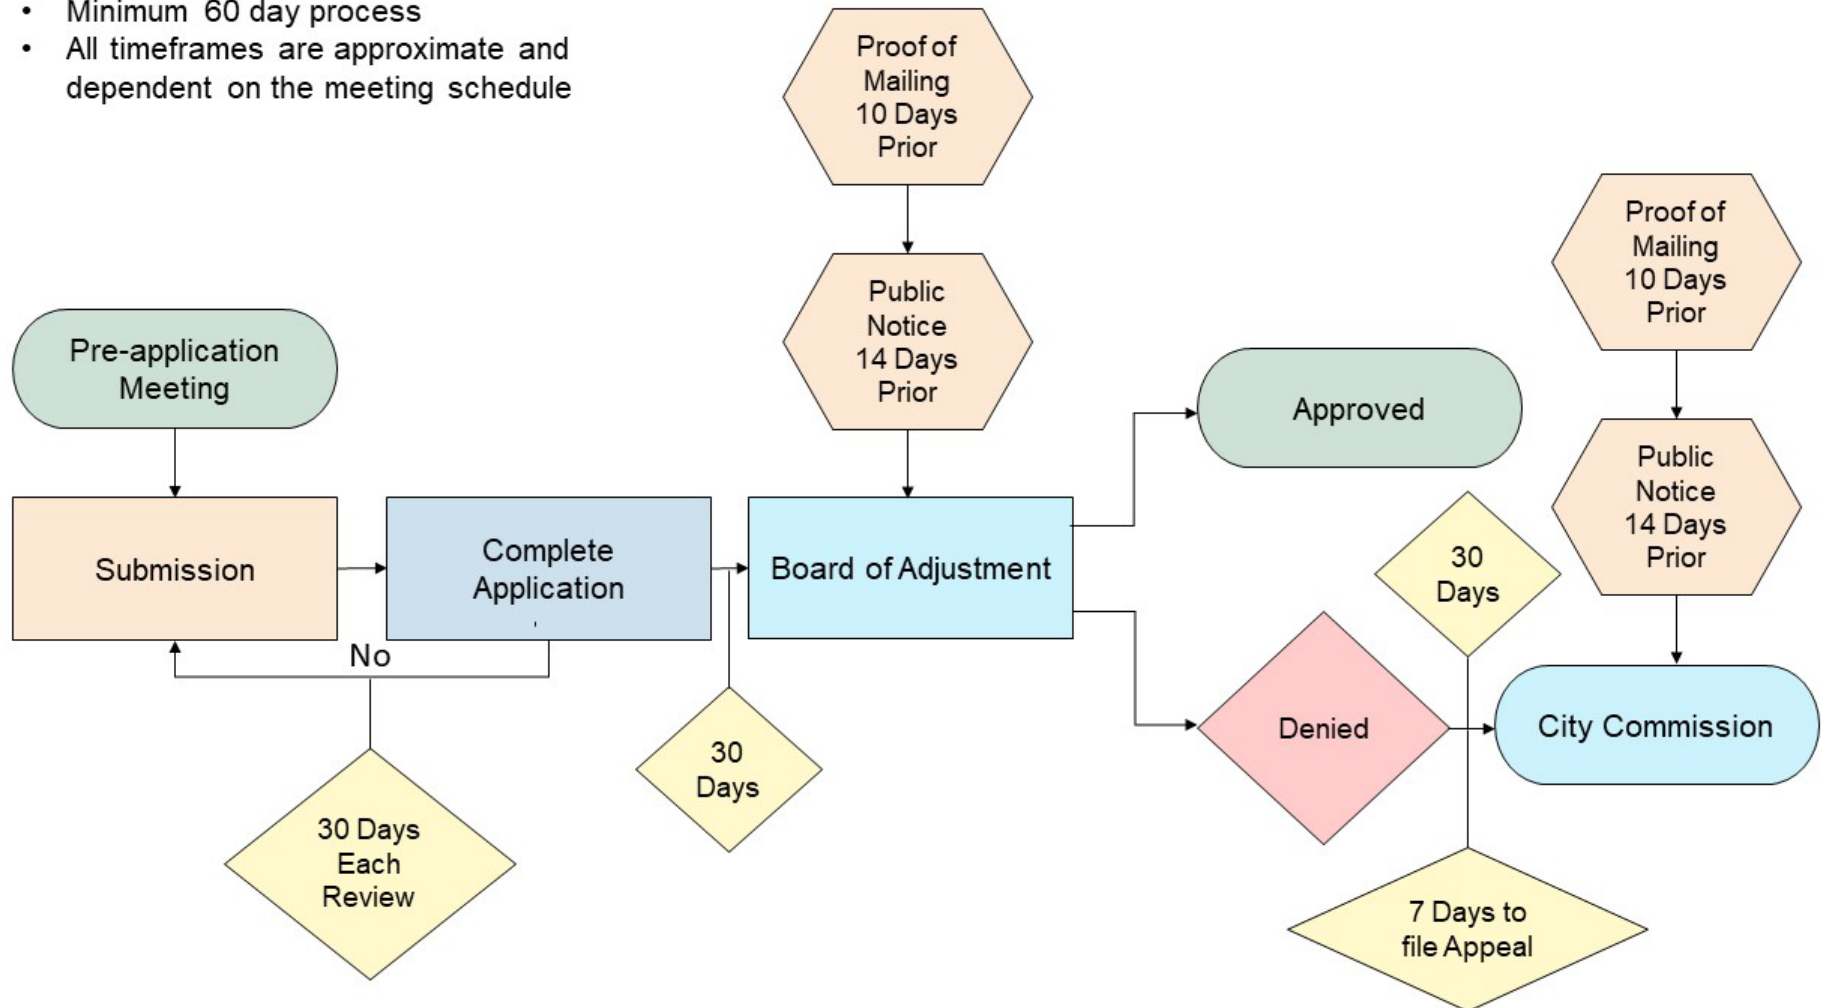 • Minimum 60 day process
• All timeframes are approximate and
dependent on the meeting schedule
Proof of
Mailing
10 Days
Prior
Public
Notice
14 Days
Prior
Proof of
Mailing
10 Days
Prior
Public
Notice
14 Days
Prior
Pre-application
Meeting
Submission
Complete
Application
Board of Adjustment
Approved
No
30 Days
Each
Review
30
Days
Denied
30
Days
7 Days to
file Appeal
City Commission